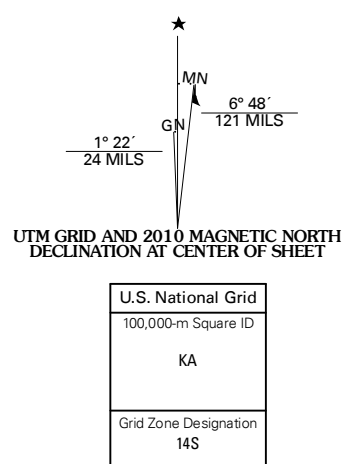 ★
MN
GN
6° 48´
121 MILS
1° 22´
24 MILS
UTM GRID AND 2010 MAGNETIC NORTH
DECLINATION AT CENTER OF SHEET
U.S. National Grid
100,000-m Square ID
KA
Grid Zone Designation
14S